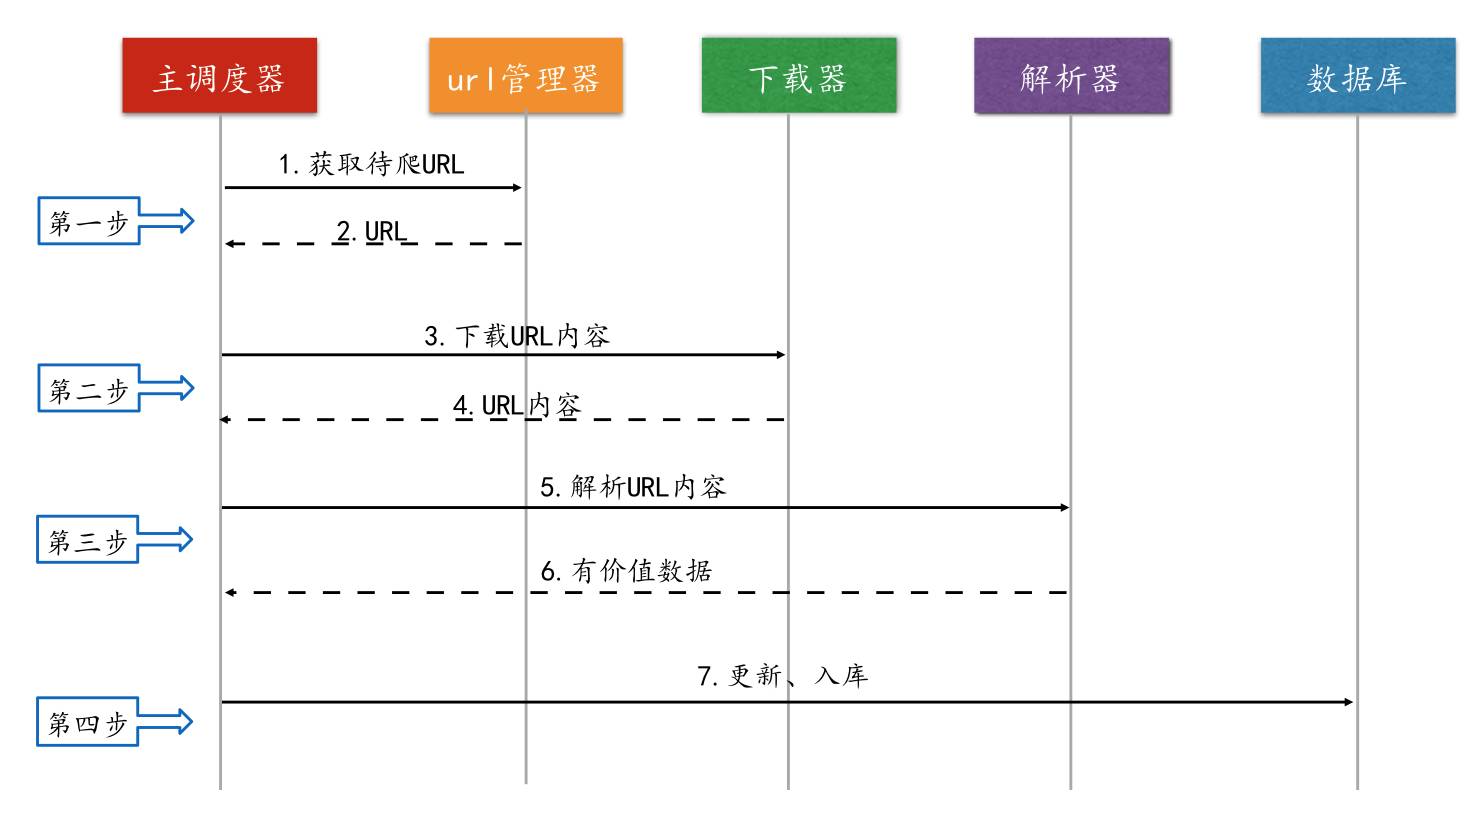 主调度器
url管理器
下载器
解析器
数据库
1.获取待爬URL
第一步
2.URL
3.下载URL内容
第二步
4.URL内容
5.解析URL内容
第三步
6.有价值数据
7.更新、入库
第四步